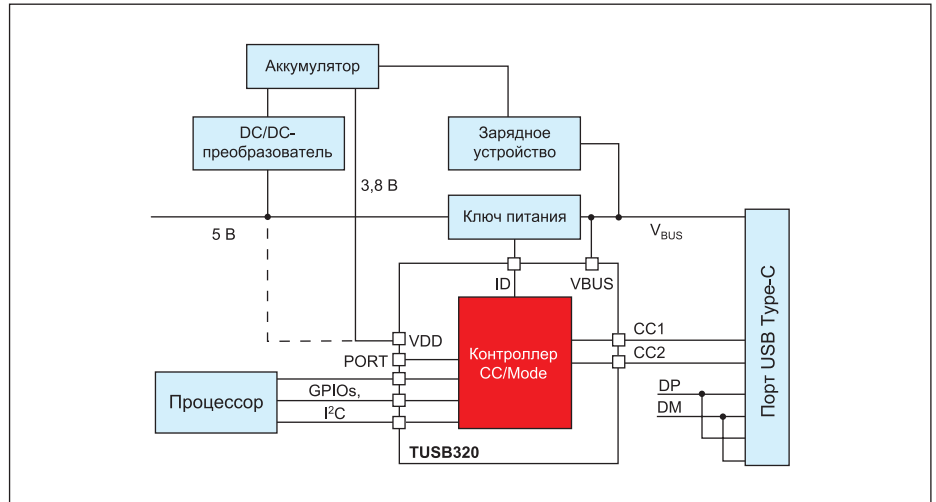 Аккумулятор
DC/DC-
преобразователь
Зарядное
устройство
3,8 В
Ключ питания
5 В
V_BUS
ID
VBUS
VDD
PORT
Контроллер
CC/Mode
CC1
CC2
Процессор
GPIOs,
I²C
DP
DM
TUSB320
Порт USB Type-C